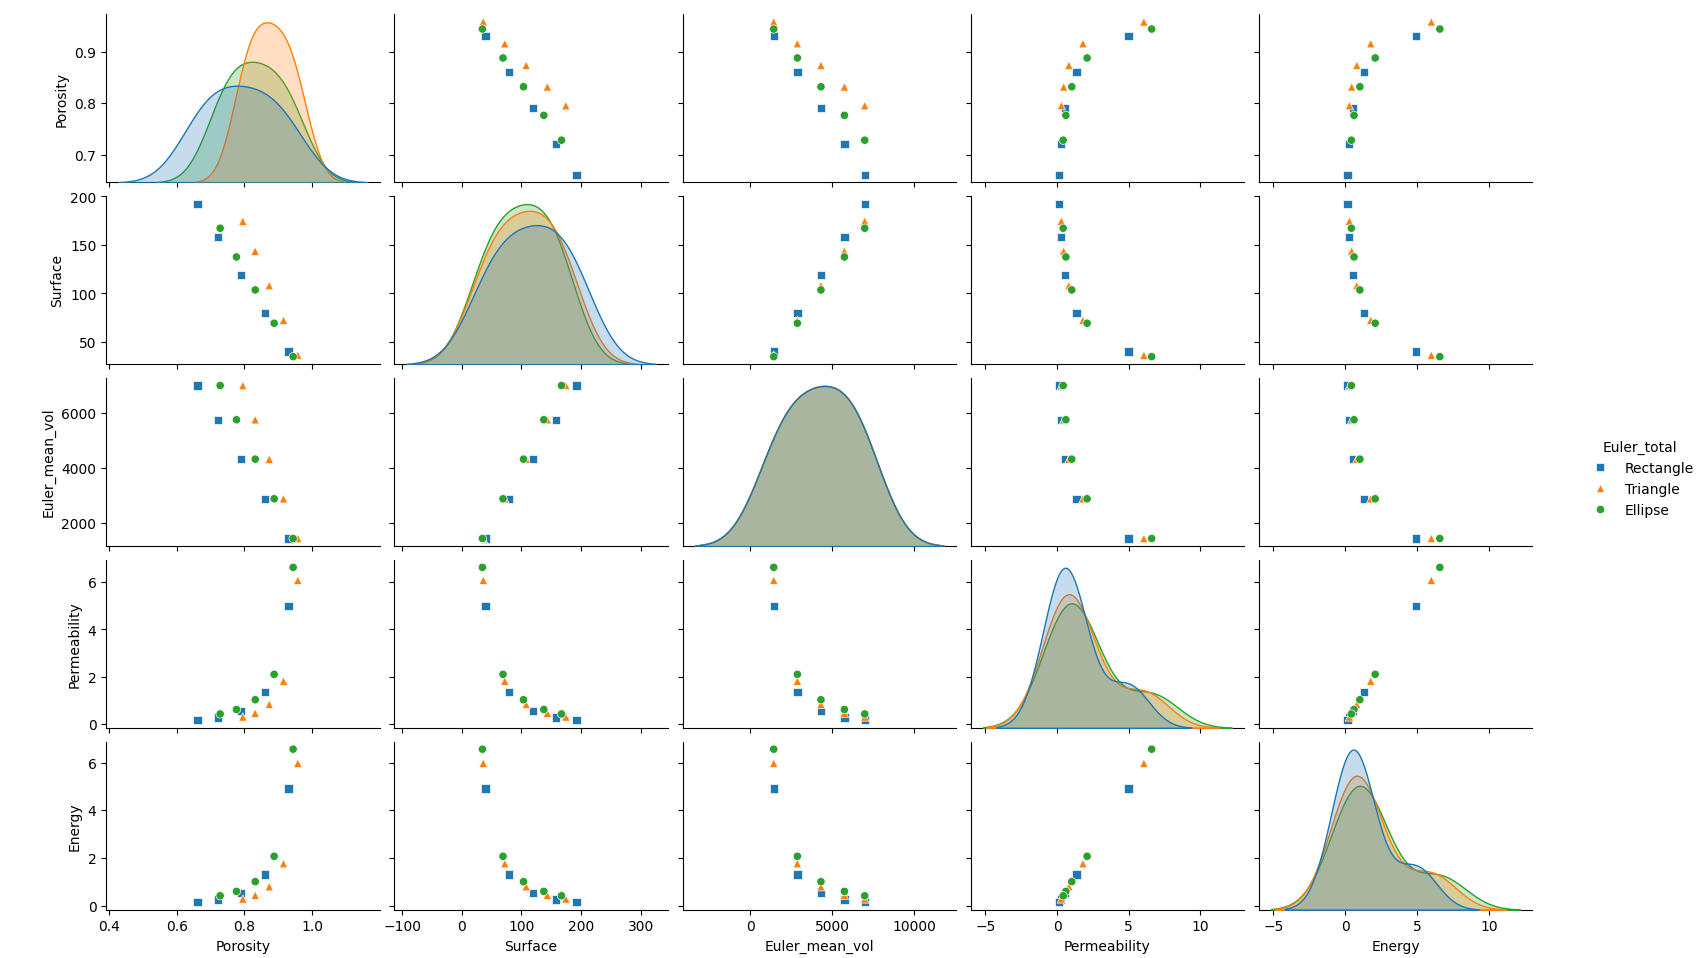 0.9
0.8
0.7
Porosity
200
150
100
50
Surface
6000
4000
2000
Euler_mean_vol
6
4
2
0
Permeability
6
4
2
0
Energy
0.4 0.6 0.8 1.0
Porosity
−100 0 100 200 300
Surface
0 5000 10000
Euler_mean_vol
−5 0 5 10
Permeability
−5 0 5 10
Energy
Euler_total
Rectangle
Triangle
Ellipse